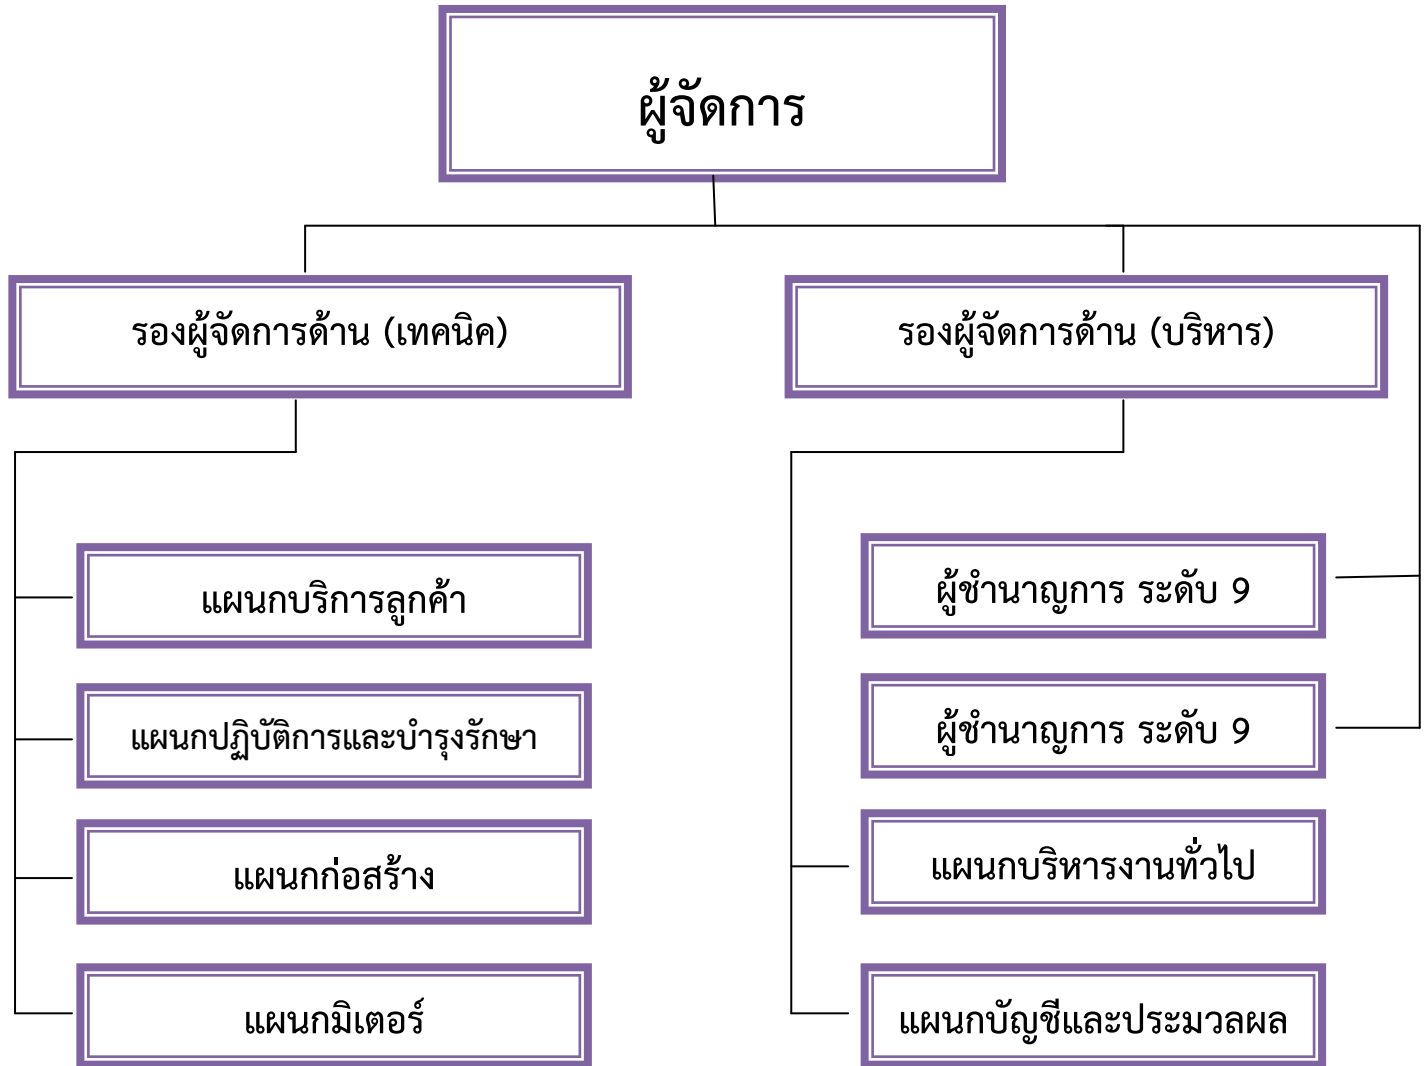 ผู้จัดการ
รองผู้จัดการด้าน (เทคนิค)
รองผู้จัดการด้าน (บริหาร)
แผนกบริการลูกค้า
แผนกปฏิบัติการและบำรุงรักษา
แผนกก่อสร้าง
แผนกมิเตอร์
ผู้ชำนาญการ ระดับ 9
ผู้ชำนาญการ ระดับ 9
แผนกบริหารงานทั่วไป
แผนกบัญชีและประมวลผล